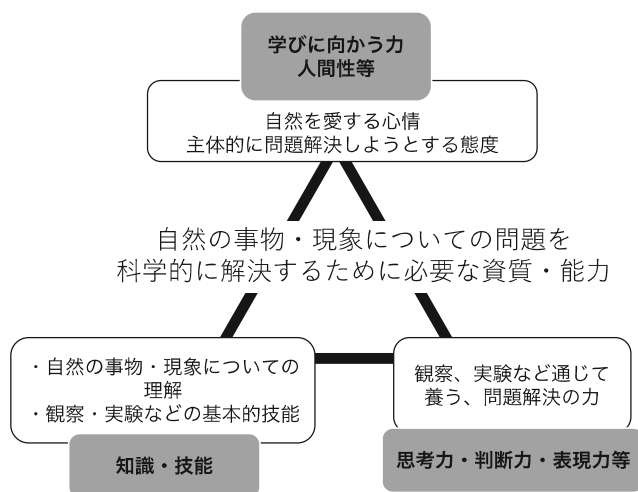 学びに向かう力
人間性等
自然を愛する心情
主体的に問題解決しようとする態度
自然の事物・現象についての問題を
科学的に解決するために必要な資質・能力
・自然の事物・現象についての
理解
・観察・実験などの基本的技能
知識・技能
観察、実験など通じて
養う、問題解決の力
思考力・判断力・表現力等